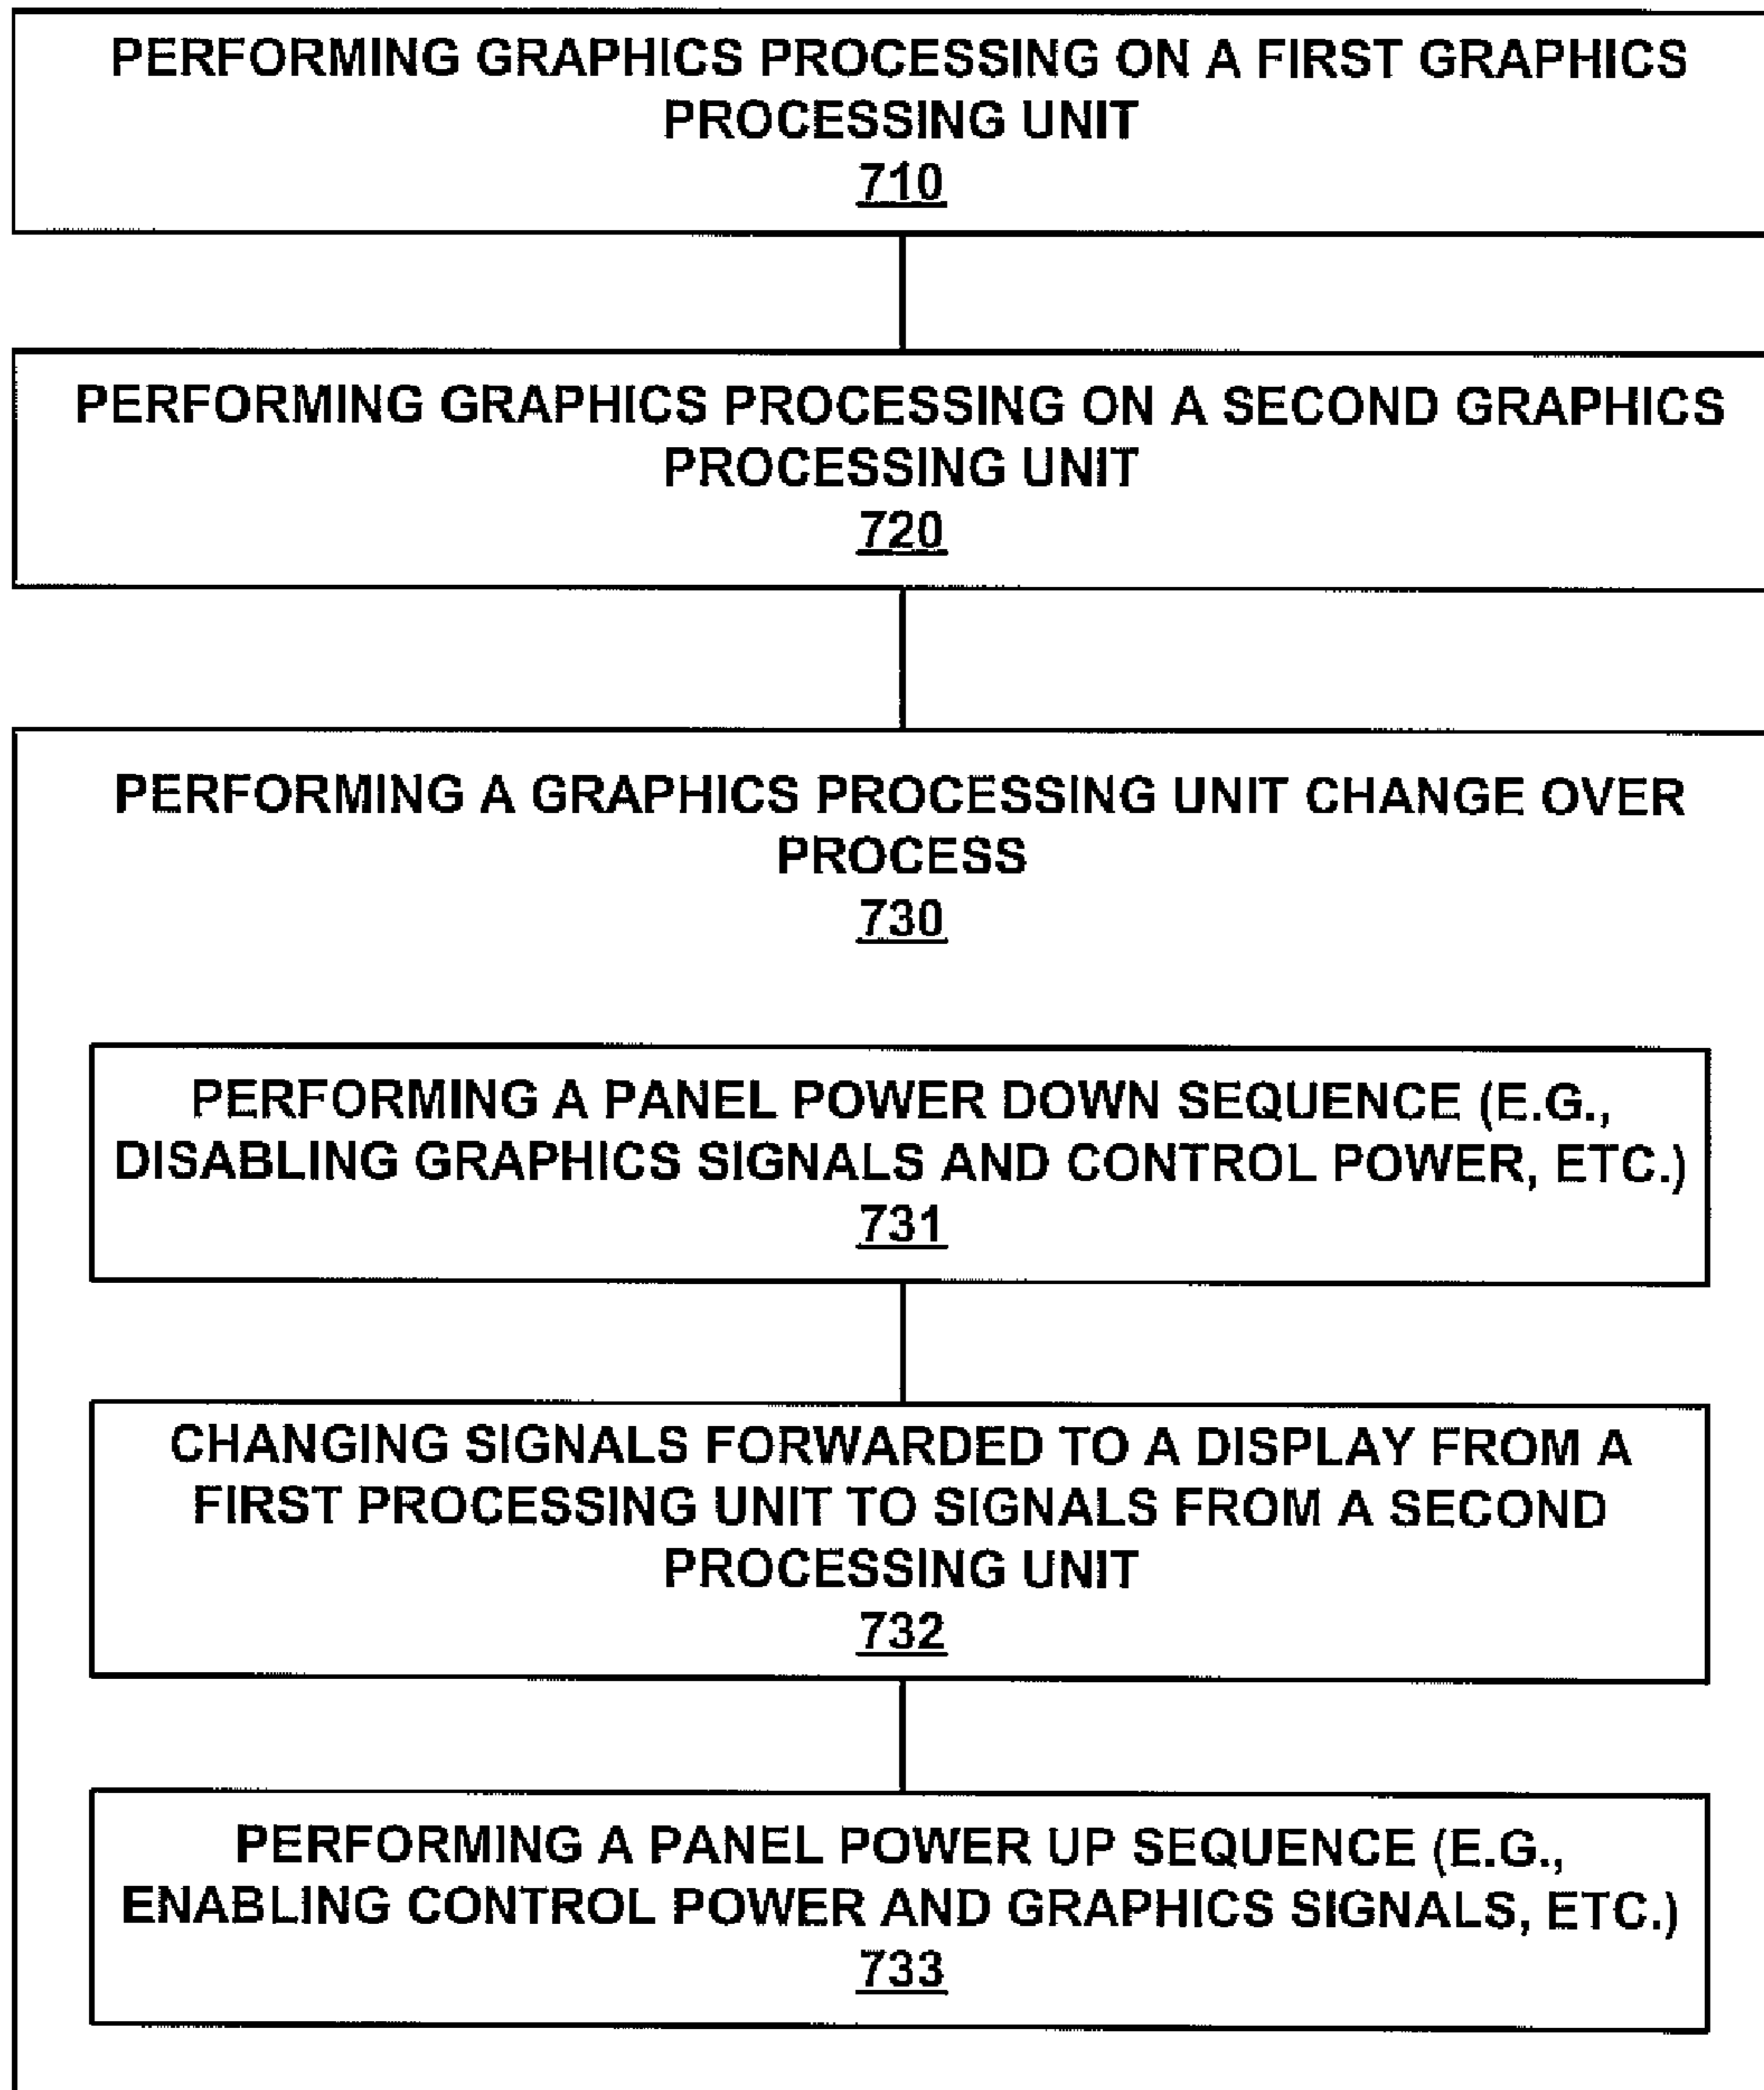 PERFORMING GRAPHICS PROCESSING ON A FIRST GRAPHICS
PROCESSING UNIT
710
PERFORMING GRAPHICS PROCESSING ON A SECOND GRAPHICS
PROCESSING UNIT
720
PERFORMING A GRAPHICS PROCESSING UNIT CHANGE OVER
PROCESS
730
PERFORMING A PANEL POWER DOWN SEQUENCE (E.G.,
DISABLING GRAPHICS SIGNALS AND CONTROL POWER, ETC.)
731
CHANGING SIGNALS FORWARDED TO A DISPLAY FROM A
FIRST PROCESSING UNIT TO SIGNALS FROM A SECOND
PROCESSING UNIT
732
PERFORMING A PANEL POWER UP SEQUENCE (E.G.,
ENABLING CONTROL POWER AND GRAPHICS SIGNALS, ETC.)
733